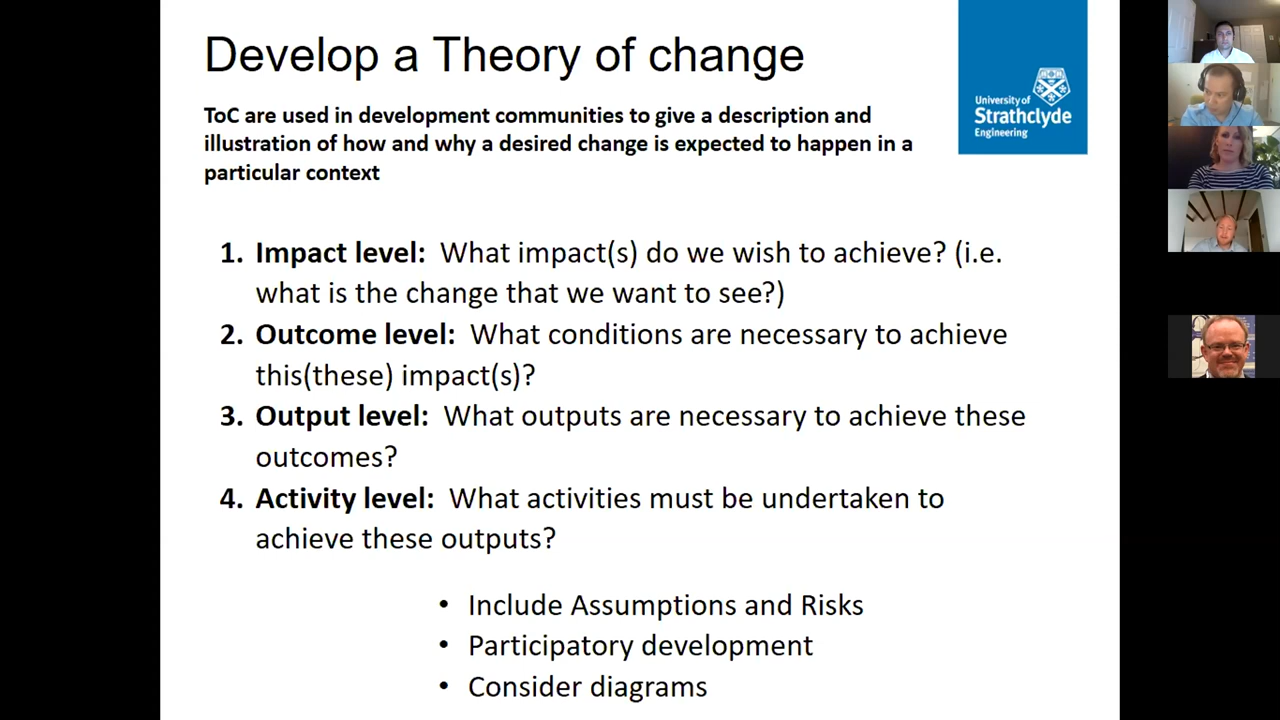 Develop a Theory of change
University of
Strathclyde
Engineering
ToC are used in development communities to give a description and
illustration of how and why a desired change is expected to happen in a
particular context
1. Impact level: What impact(s) do we wish to achieve? (i.e.
what is the change that we want to see?)
2. Outcome level: What conditions are necessary to achieve
this(these) impact(s)?
3. Output level: What outputs are necessary to achieve these
outcomes?
4. Activity level: What activities must be undertaken to
achieve these outputs?
• Include Assumptions and Risks
• Participatory development
• Consider diagrams